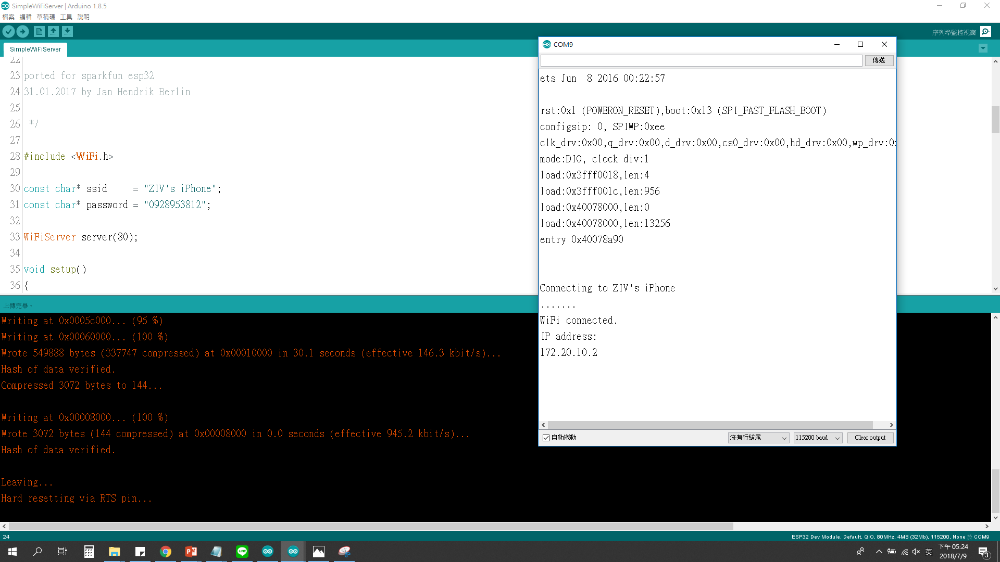 SimpleWiFiServer | Arduino 1.8.5
檔案 編輯 草稿碼 工具 說明
序列埠監控視窗
SimpleWiFiServer
22
23 ported for sparkfun esp32
24 31.01.2017 by Jan Hendrik Berlin
25
26 */
27
28 #include <WiFi.h>
29
30 const char* ssid     = "ZIV's iPhone";
31 const char* password = "0928953812";
32
33 WiFiServer server(80);
34
35 void setup()
36 {
上傳完畢。
Writing at 0x0005c000... (95 %)
Writing at 0x00060000... (100 %)
Wrote 549888 bytes (337747 compressed) at 0x00010000 in 30.1 seconds (effective 146.3 kbit/s)...
Hash of data verified.
Compressed 3072 bytes to 144...
Writing at 0x00008000... (100 %)
Wrote 3072 bytes (144 compressed) at 0x00008000 in 0.0 seconds (effective 945.2 kbit/s)...
Hash of data verified.
Leaving...
Hard resetting via RTS pin...
COM9
傳送
ets Jun  8 2016 00:22:57
rst:0x1 (POWERON_RESET),boot:0x13 (SPI_FAST_FLASH_BOOT)
configsip: 0, SPIWP:0xee
clk_drv:0x00,q_drv:0x00,d_drv:0x00,cs0_drv:0x00,hd_drv:0x00,wp_drv:0x
mode:DIO, clock div:1
load:0x3fff0018,len:4
load:0x3fff001c,len:956
load:0x40078000,len:0
load:0x40078000,len:13256
entry 0x40078a90
Connecting to ZIV's iPhone
.......
WiFi connected.
IP address:
172.20.10.2
自動捲動
沒有行結尾
115200 baud
Clear output
24
ESP32 Dev Module, Default, QIO, 80MHz, 4MB (32Mb), 115200, None 於 COM9
英
下午 05:24
2018/7/9
3